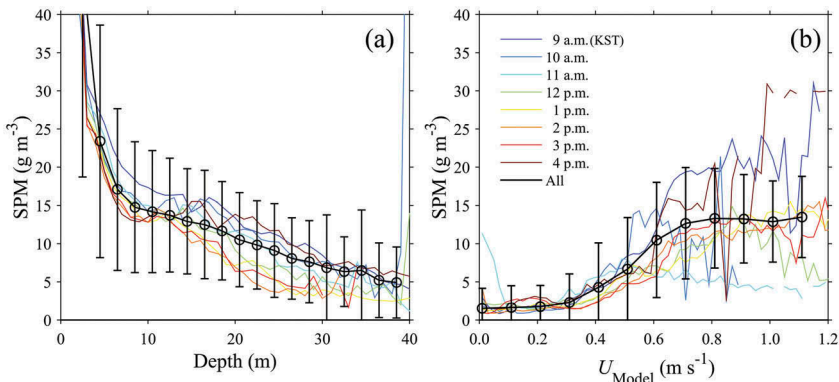 (a)
40
35
30
25
20
15
10
5
0
SPM (g m⁻³)
0 10 20 30 40
Depth (m)
(b)
40
35
30
25
20
15
10
5
0
SPM (g m⁻³)
9 a.m.(KST)
10 a.m.
11 a.m.
12 p.m.
1 p.m.
2 p.m.
3 p.m.
4 p.m.
All
0.0 0.2 0.4 0.6 0.8 1.0 1.2
U_Model (m s⁻¹)